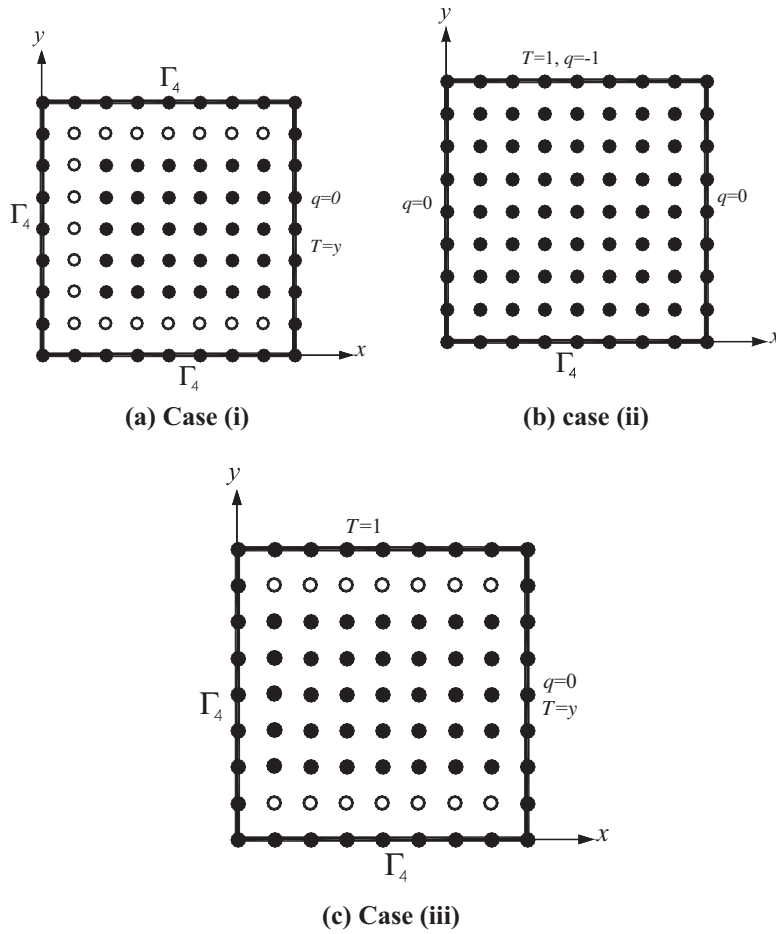 y
Γ4
Γ4
q=0
T=y
x
Γ4
(a) Case (i)
y
T=1, q=-1
q=0
q=0
x
Γ4
(b) case (ii)
y
T=1
Γ4
q=0
T=y
x
Γ4
(c) Case (iii)